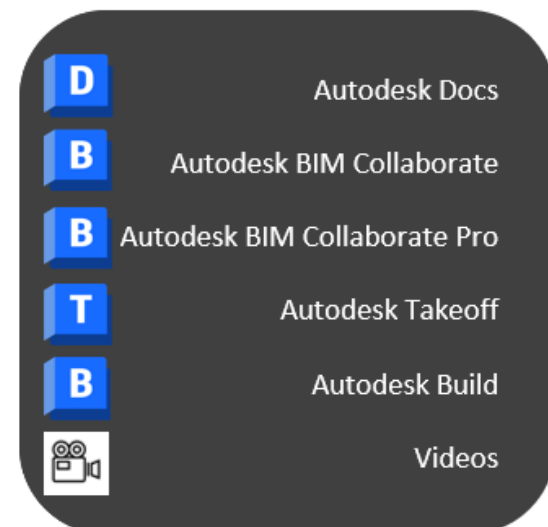 D Autodesk Docs
B Autodesk BIM Collaborate
B Autodesk BIM Collaborate Pro
T Autodesk Takeoff
B Autodesk Build
Videos